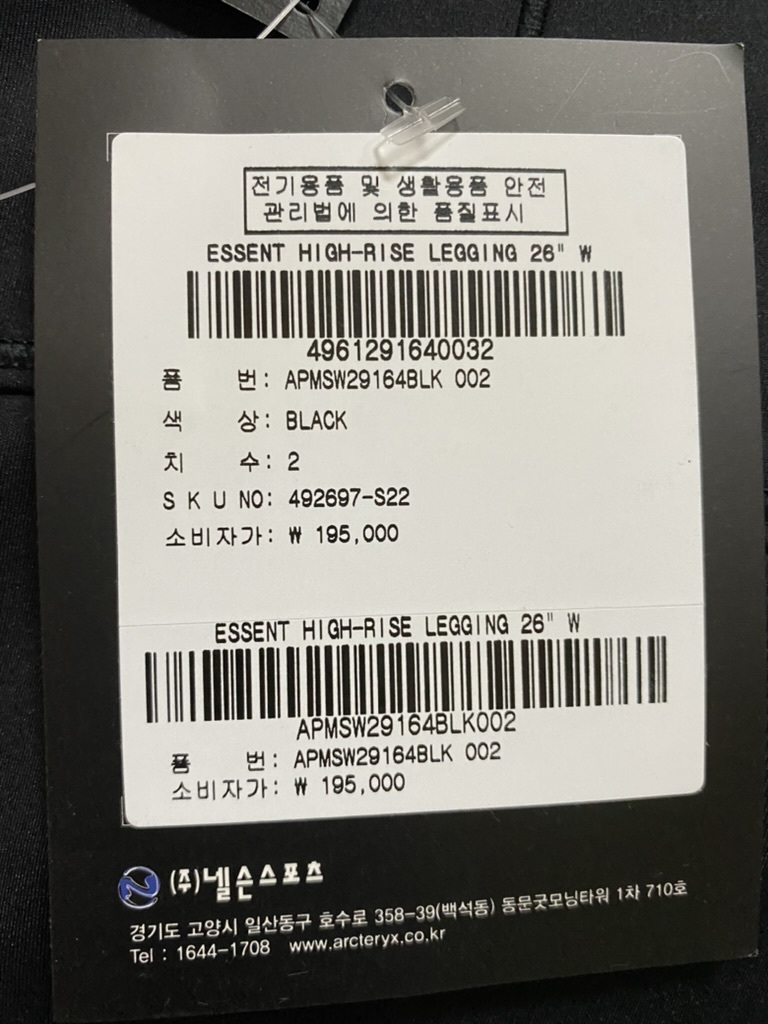 전기용품 및 생활용품 안전
관리법에 의한 품질표시
ESSENT HIGH-RISE LEGGING 26" W
4961291640032
품 번: APMSW29164BLK 002
색 상: BLACK
치 수: 2
S K U NO: 492697-S22
소비자가: ₩ 195,000
ESSENT HIGH-RISE LEGGING 26" W
APMSW29164BLK002
품 번: APMSW29164BLK 002
소비자가: ₩ 195,000
(주)넬슨스포츠
경기도 고양시 일산동구 호수로 358-39(백석동) 동문굿모닝타워 1차 710호
Tel : 1644-1708 www.arcteryx.co.kr